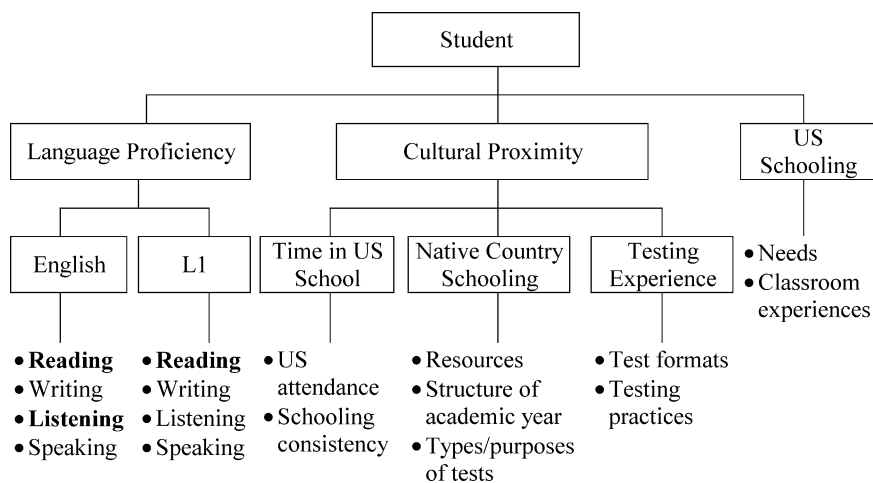 Student
Language Proficiency
Cultural Proximity
US
Schooling
English
L1
Time in US
School
Native Country
Schooling
Testing
Experience
• Needs
• Classroom
experiences
• Reading
• Writing
• Listening
• Speaking
• Reading
• Writing
• Listening
• Speaking
• US
attendance
• Schooling
consistency
• Resources
• Structure of
academic year
• Types/purposes
of tests
• Test formats
• Testing
practices